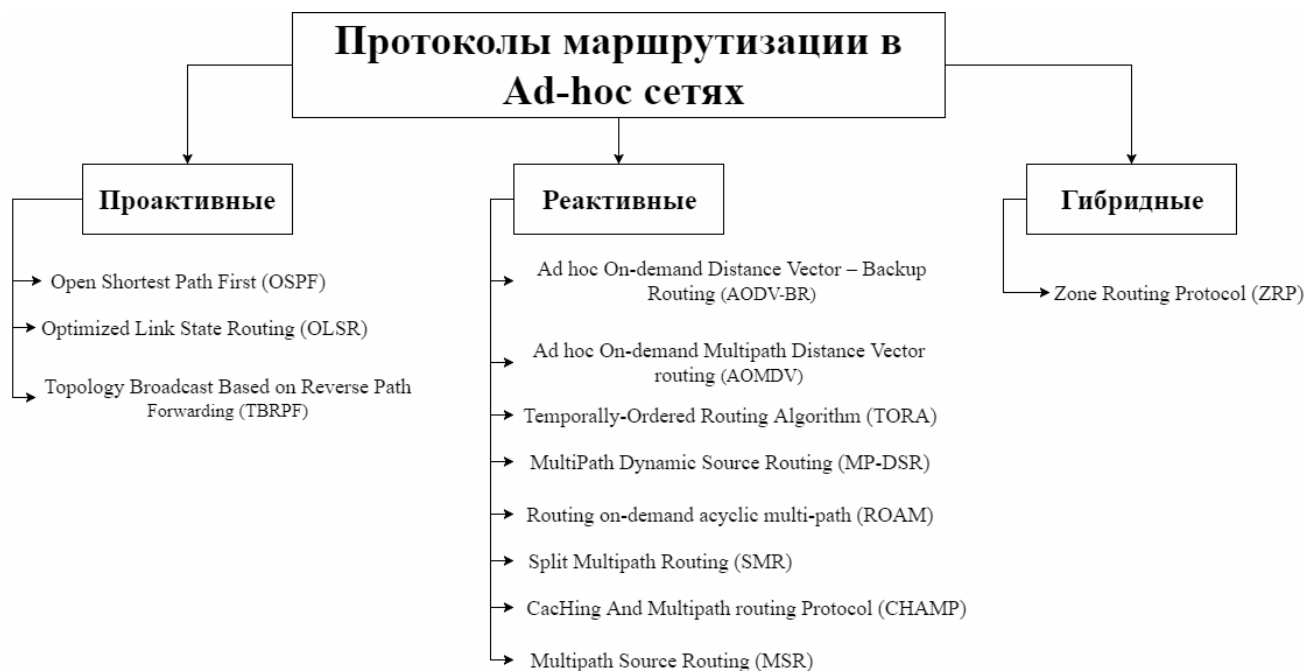 Протоколы маршрутизации в
Ad-hoc сетях
Проактивные
Open Shortest Path First (OSPF)
Optimized Link State Routing (OLSR)
Topology Broadcast Based on Reverse Path
Forwarding (TBRPF)
Реактивные
Ad hoc On-demand Distance Vector – Backup
Routing (AODV-BR)
Ad hoc On-demand Multipath Distance Vector
routing (AOMDV)
Temporally-Ordered Routing Algorithm (TORA)
MultiPath Dynamic Source Routing (MP-DSR)
Routing on-demand acyclic multi-path (ROAM)
Split Multipath Routing (SMR)
CacHing And Multipath routing Protocol (CHAMP)
Multipath Source Routing (MSR)
Гибридные
Zone Routing Protocol (ZRP)